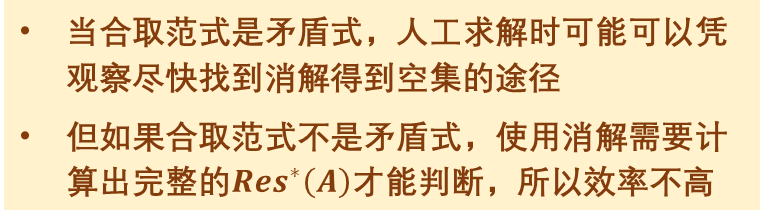 • 当合取范式是矛盾式，人工求解时可能可以凭
观察尽快找到消解得到空集的途径
• 但如果合取范式不是矛盾式，使用消解需要计
算出完整的Res*(A)才能判断，所以效率不高